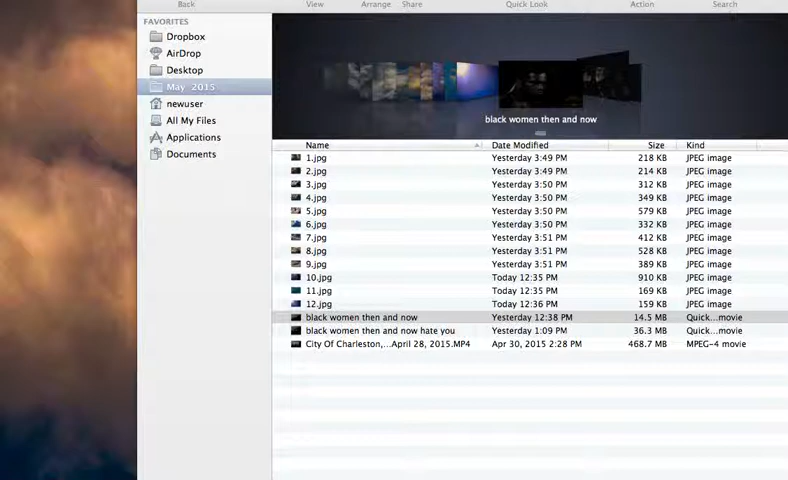 Back View Arrange Share Quick Look Action Search
FAVORITES
Dropbox
AirDrop
Desktop
May 2015
newuser
All My Files
Applications
Documents
black women then and now
Name Date Modified Size Kind
1.jpg Yesterday 3:49 PM 218 KB JPEG image
2.jpg Yesterday 3:49 PM 214 KB JPEG image
3.jpg Yesterday 3:50 PM 312 KB JPEG image
4.jpg Yesterday 3:50 PM 349 KB JPEG image
5.jpg Yesterday 3:50 PM 579 KB JPEG image
6.jpg Yesterday 3:50 PM 332 KB JPEG image
7.jpg Yesterday 3:51 PM 412 KB JPEG image
8.jpg Yesterday 3:51 PM 528 KB JPEG image
9.jpg Yesterday 3:51 PM 389 KB JPEG image
10.jpg Today 12:35 PM 910 KB JPEG image
11.jpg Today 12:35 PM 169 KB JPEG image
12.jpg Today 12:36 PM 159 KB JPEG image
black women then and now Yesterday 12:38 PM 14.5 MB Quick...movie
black women then and now hate you Yesterday 1:09 PM 36.3 MB Quick...movie
City Of Charleston,...April 28, 2015.MP4 Apr 30, 2015 2:28 PM 468.7 MB MPEG-4 movie